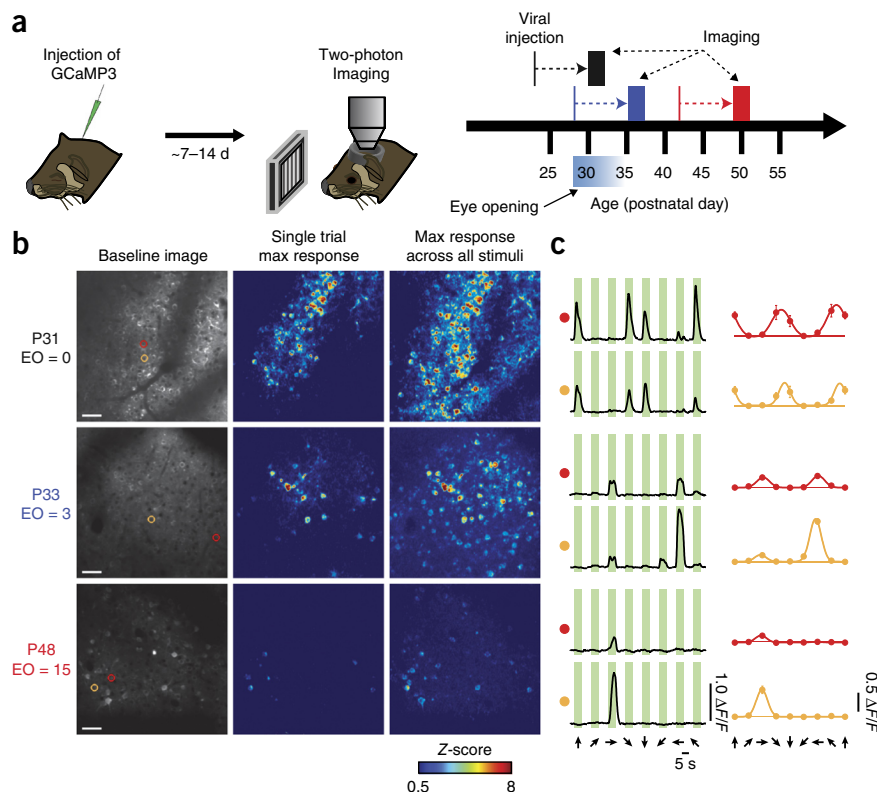 a
Injection of
GCaMP3
~7–14 d
Two-photon
Imaging
Viral
injection
Imaging
25 30 35 40 45 50 55
Eye opening
Age (postnatal day)
b
Baseline image
Single trial
max response
Max response
across all stimuli
c
P31
EO = 0
P33
EO = 3
P48
EO = 15
1.0 ΔF/F
0.5 ΔF/F
5 s
Z-score
0.5 8